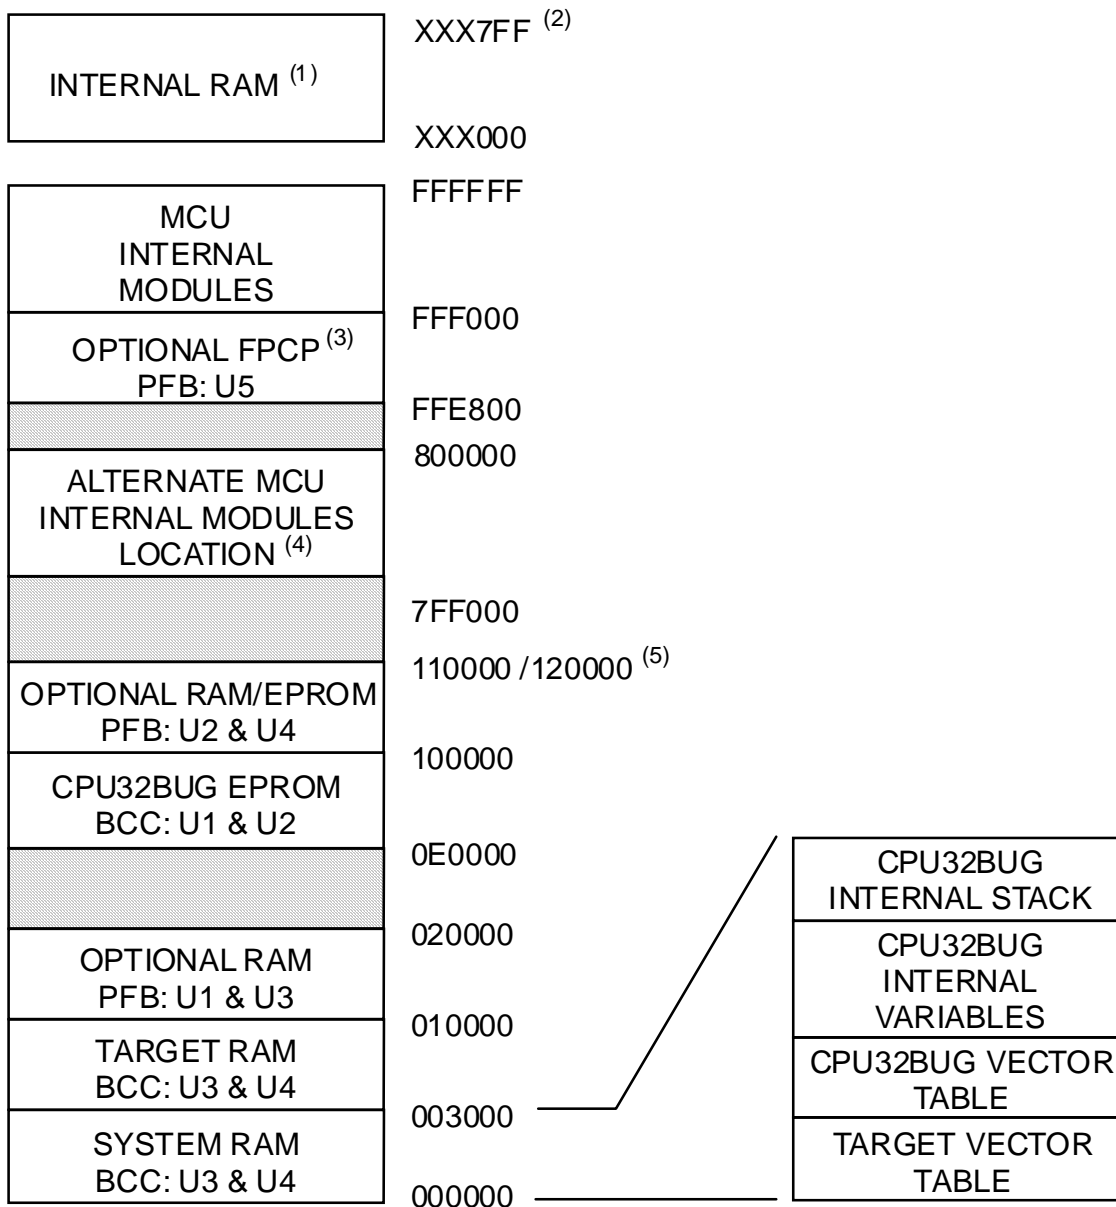 XXX7FF (2)
INTERNAL RAM (1)
XXX000
FFFFFF
MCU
INTERNAL
MODULES
FFF000
OPTIONAL FPCP (3)
PFB: U5
FFE800
800000
ALTERNATE MCU
INTERNAL MODULES
LOCATION (4)
7FF000
110000 /120000 (5)
OPTIONAL RAM/EPROM
PFB: U2 & U4
100000
CPU32BUG EPROM
BCC: U1 & U2
0E0000
020000
OPTIONAL RAM
PFB: U1 & U3
010000
TARGET RAM
BCC: U3 & U4
003000
SYSTEM RAM
BCC: U3 & U4
000000
CPU32BUG
INTERNAL STACK
CPU32BUG
INTERNAL
VARIABLES
CPU32BUG VECTOR
TABLE
TARGET VECTOR
TABLE